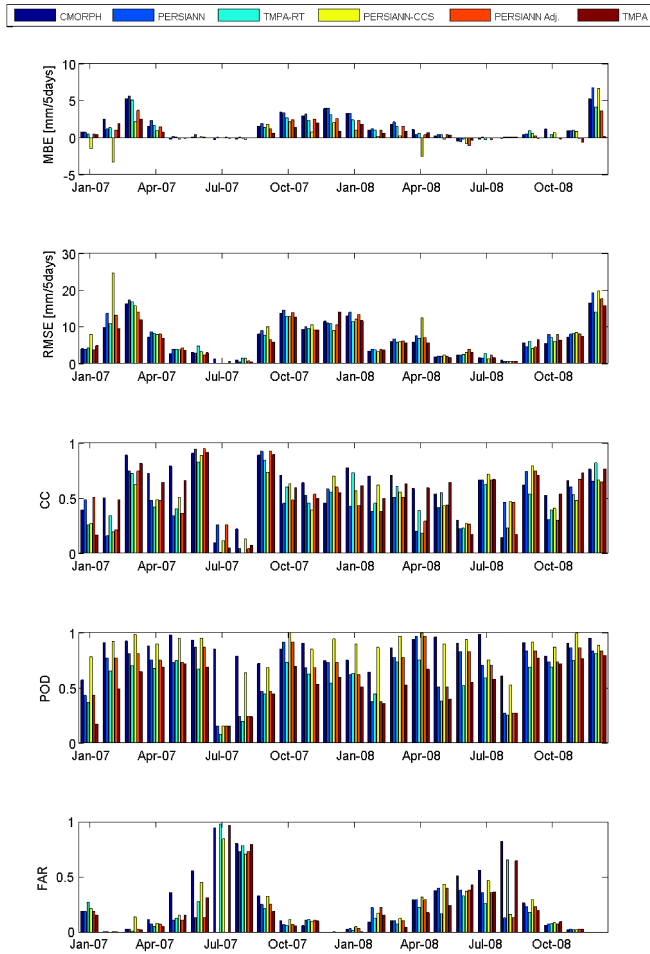 CMORPH PERSIANN TMPA-RT PERSIANN-CCS PERSIANN Adj. TMPA
10
5
0
-5
MBE [mm/5days]
Jan-07 Apr-07 Jul-07 Oct-07 Jan-08 Apr-08 Jul-08 Oct-08
30
20
10
0
RMSE [mm/5days]
Jan-07 Apr-07 Jul-07 Oct-07 Jan-08 Apr-08 Jul-08 Oct-08
1
0.5
0
CC
Jan-07 Apr-07 Jul-07 Oct-07 Jan-08 Apr-08 Jul-08 Oct-08
1
0.5
0
POD
Jan-07 Apr-07 Jul-07 Oct-07 Jan-08 Apr-08 Jul-08 Oct-08
1
0.5
0
FAR
Jan-07 Apr-07 Jul-07 Oct-07 Jan-08 Apr-08 Jul-08 Oct-08